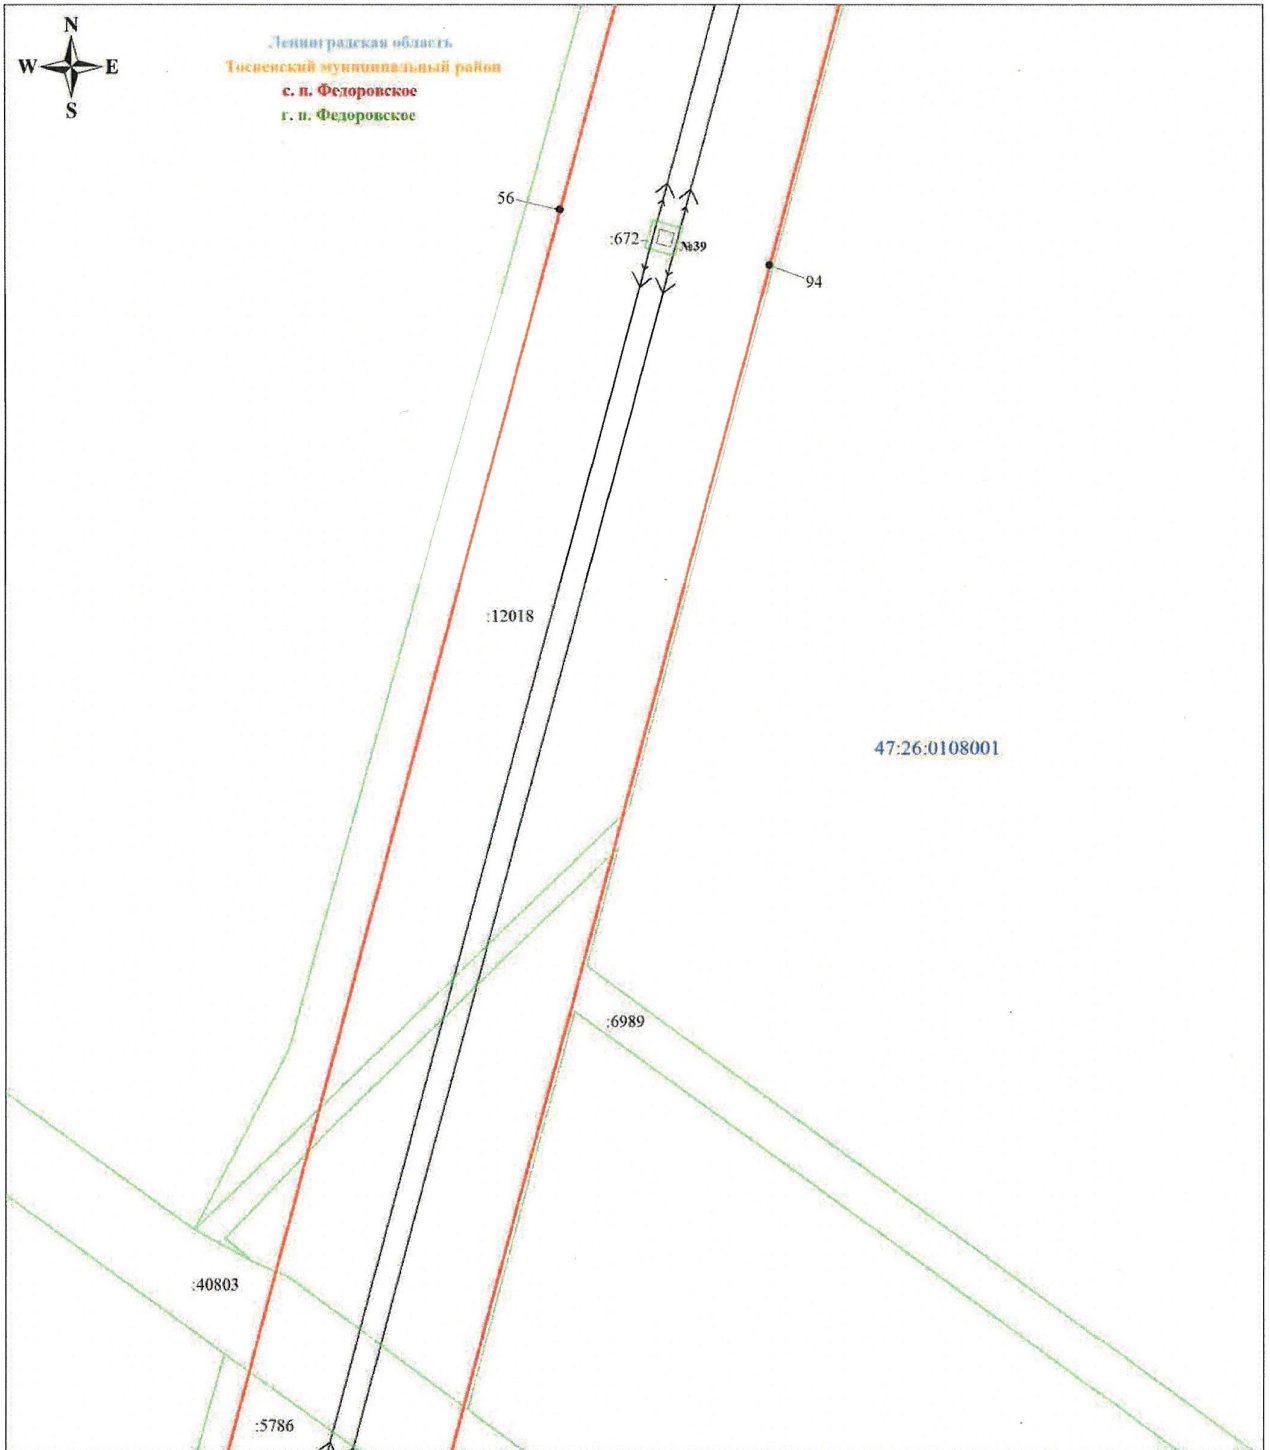 N
W E
S
Ленинградская область
Тосненский муниципальный район
с. п. Федоровское
г. п. Федоровское
56
:672
№39
94
:12018
47:26:0108001
:6989
:40803
:5786